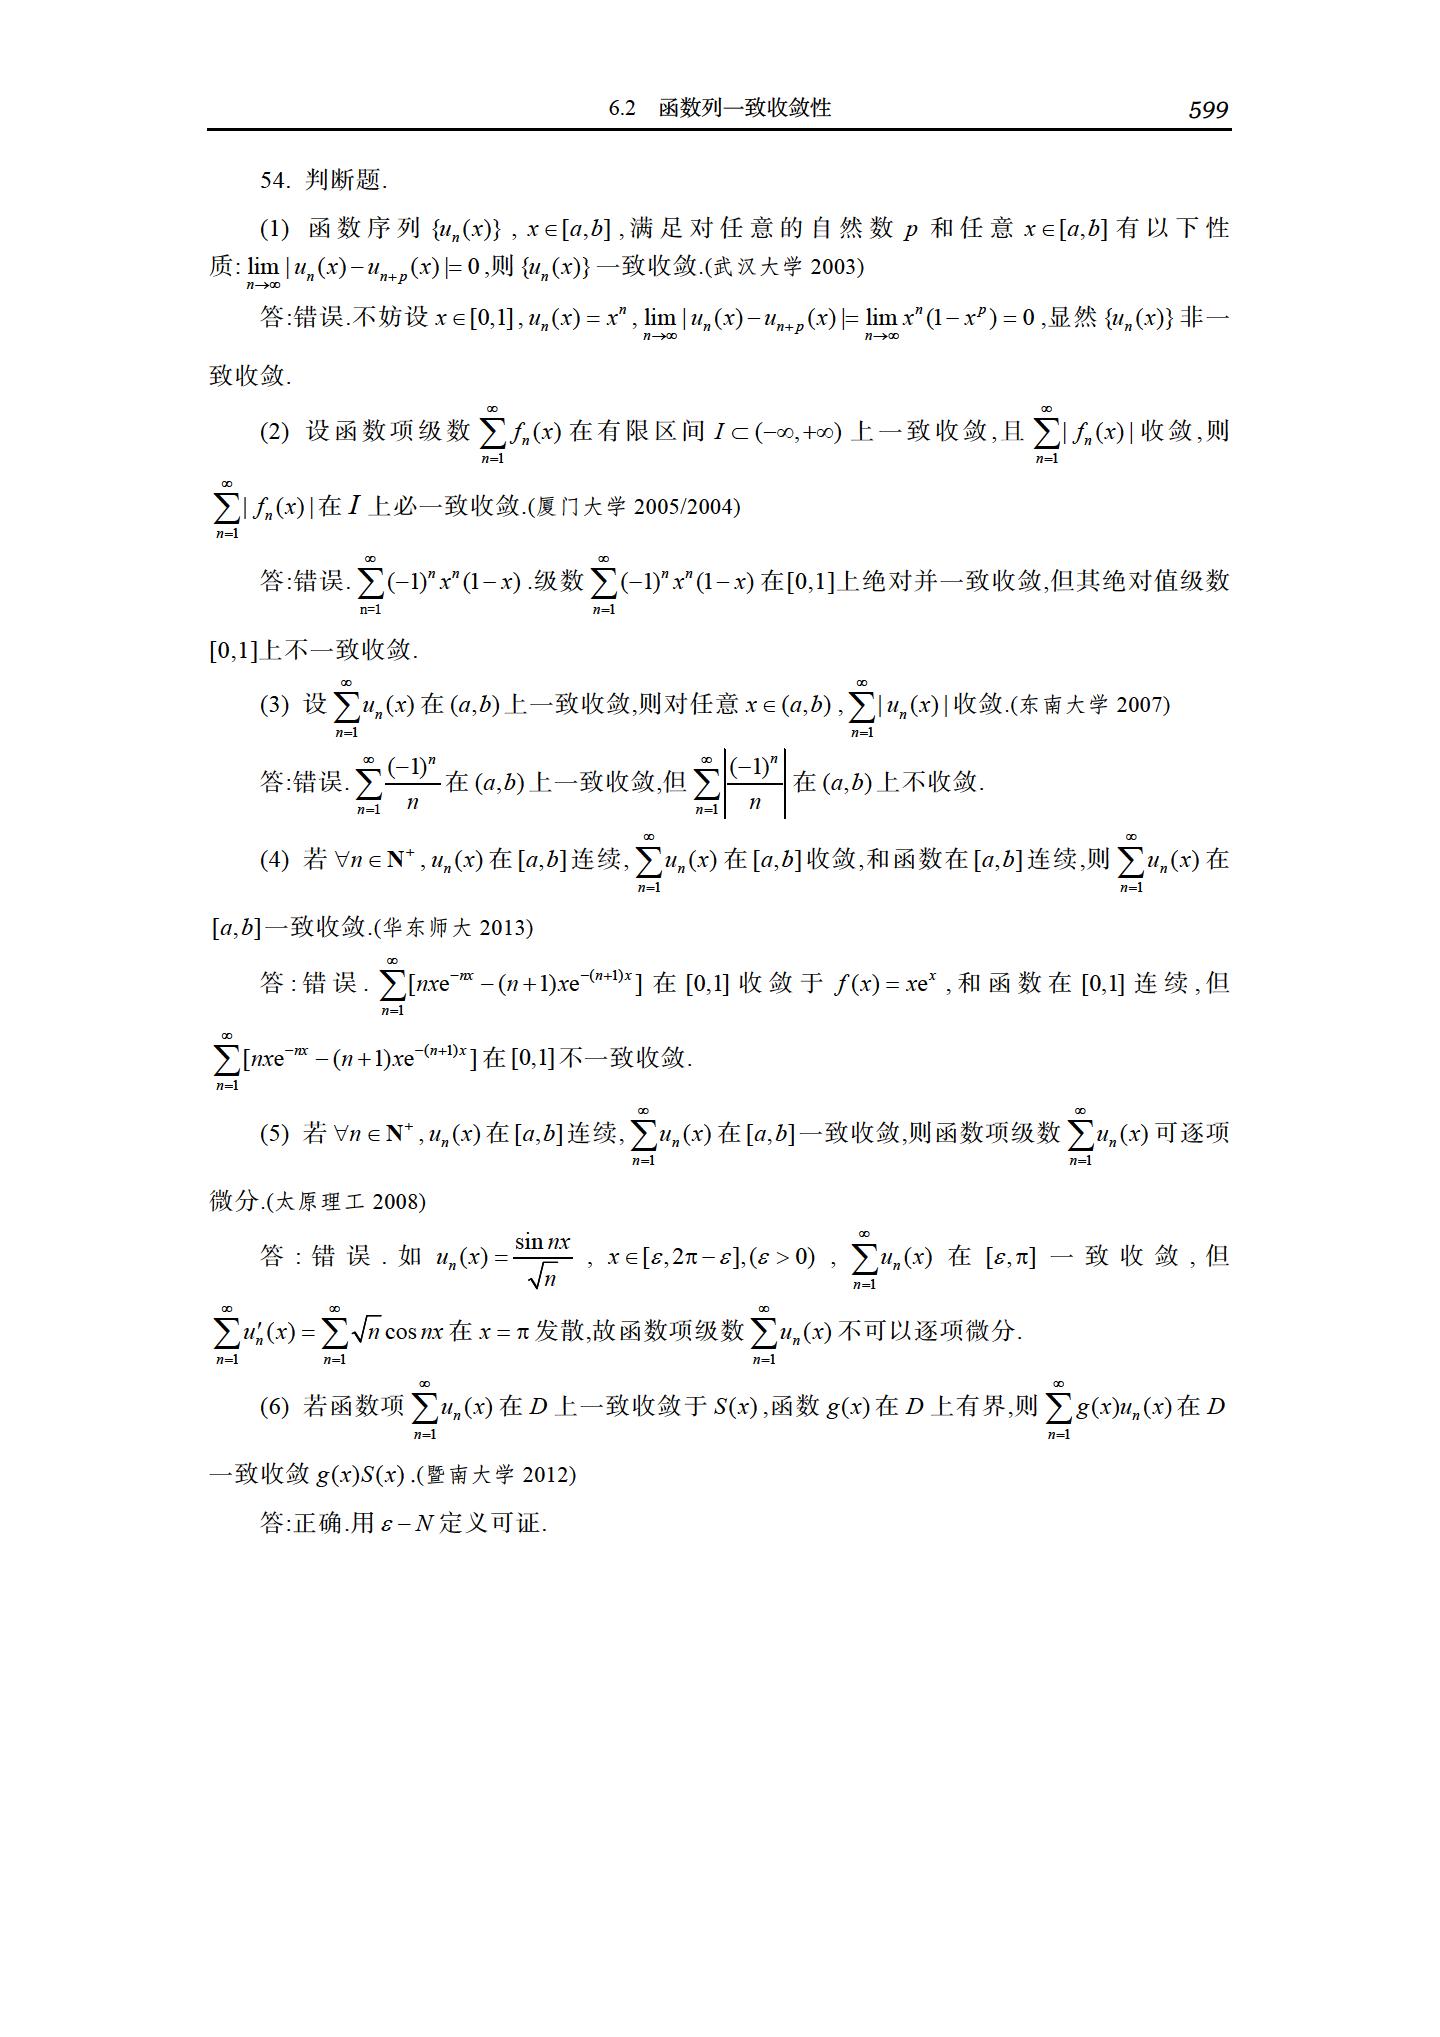 6.2 函数列一致收敛性 599
54. 判断题.
(1) 函数序列 $\{u_n(x)\}$ , $x\in[a,b]$ ,满足对任意的自然数 $p$ 和任意 $x\in[a,b]$ 有以下性
质: $\lim_{n\to\infty}|u_n(x)-u_{n+p}(x)|=0$ ,则 $\{u_n(x)\}$ 一致收敛.(武汉大学 2003)
答:错误.不妨设 $x\in[0,1]$ , $u_n(x)=x^n$ , $\lim_{n\to\infty}|u_n(x)-u_{n+p}(x)|=\lim_{n\to\infty}x^n(1-x^p)=0$ ,显然 $\{u_n(x)\}$ 非一
致收敛.
(2) 设函数项级数 $\sum_{n=1}^{\infty}f_n(x)$ 在有限区间 $I\subset(-\infty,+\infty)$ 上一致收敛,且 $\sum_{n=1}^{\infty}|f_n(x)|$ 收敛,则
$\sum_{n=1}^{\infty}|f_n(x)|$ 在 $I$ 上必一致收敛.(厦门大学 2005/2004)
答:错误. $\sum_{n=1}^{\infty}(-1)^n x^n(1-x)$ .级数 $\sum_{n=1}^{\infty}(-1)^n x^n(1-x)$ 在[0,1]上绝对并一致收敛,但其绝对值级数
[0,1]上不一致收敛.
(3) 设 $\sum_{n=1}^{\infty}u_n(x)$ 在 $(a,b)$ 上一致收敛,则对任意 $x\in(a,b)$ , $\sum_{n=1}^{\infty}|u_n(x)|$ 收敛.(东南大学 2007)
答:错误. $\sum_{n=1}^{\infty}\frac{(-1)^n}{n}$ 在 $(a,b)$ 上一致收敛,但 $\sum_{n=1}^{\infty}\left|\frac{(-1)^n}{n}\right|$ 在 $(a,b)$ 上不收敛.
(4) 若 $\forall n\in\mathbf{N}^+$ , $u_n(x)$ 在 $[a,b]$ 连续, $\sum_{n=1}^{\infty}u_n(x)$ 在 $[a,b]$ 收敛,和函数在 $[a,b]$ 连续,则 $\sum_{n=1}^{\infty}u_n(x)$ 在
$[a,b]$ 一致收敛.(华东师大 2013)
答:错误. $\sum_{n=1}^{\infty}[nx\mathrm{e}^{-nx}-(n+1)x\mathrm{e}^{-(n+1)x}]$ 在 $[0,1]$ 收敛于 $f(x)=x\mathrm{e}^x$ ,和函数在 $[0,1]$ 连续,但
$\sum_{n=1}^{\infty}[nx\mathrm{e}^{-nx}-(n+1)x\mathrm{e}^{-(n+1)x}]$ 在 $[0,1]$ 不一致收敛.
(5) 若 $\forall n\in\mathbf{N}^+$ , $u_n(x)$ 在 $[a,b]$ 连续, $\sum_{n=1}^{\infty}u_n(x)$ 在 $[a,b]$ 一致收敛,则函数项级数 $\sum_{n=1}^{\infty}u_n(x)$ 可逐项
微分.(太原理工 2008)
答:错误.如 $u_n(x)=\frac{\sin nx}{\sqrt{n}}$ , $x\in[\varepsilon,2\pi-\varepsilon],(\varepsilon>0)$ , $\sum_{n=1}^{\infty}u_n(x)$ 在 $[\varepsilon,\pi]$ 一致收敛,但
$\sum_{n=1}^{\infty}u_n'(x)=\sum_{n=1}^{\infty}\sqrt{n}\cos nx$ 在 $x=\pi$ 发散,故函数项级数 $\sum_{n=1}^{\infty}u_n(x)$ 不可以逐项微分.
(6) 若函数项 $\sum_{n=1}^{\infty}u_n(x)$ 在 $D$ 上一致收敛于 $S(x)$ ,函数 $g(x)$ 在 $D$ 上有界,则 $\sum_{n=1}^{\infty}g(x)u_n(x)$ 在 $D$
一致收敛 $g(x)S(x)$ .(暨南大学 2012)
答:正确.用 $\varepsilon-N$ 定义可证.